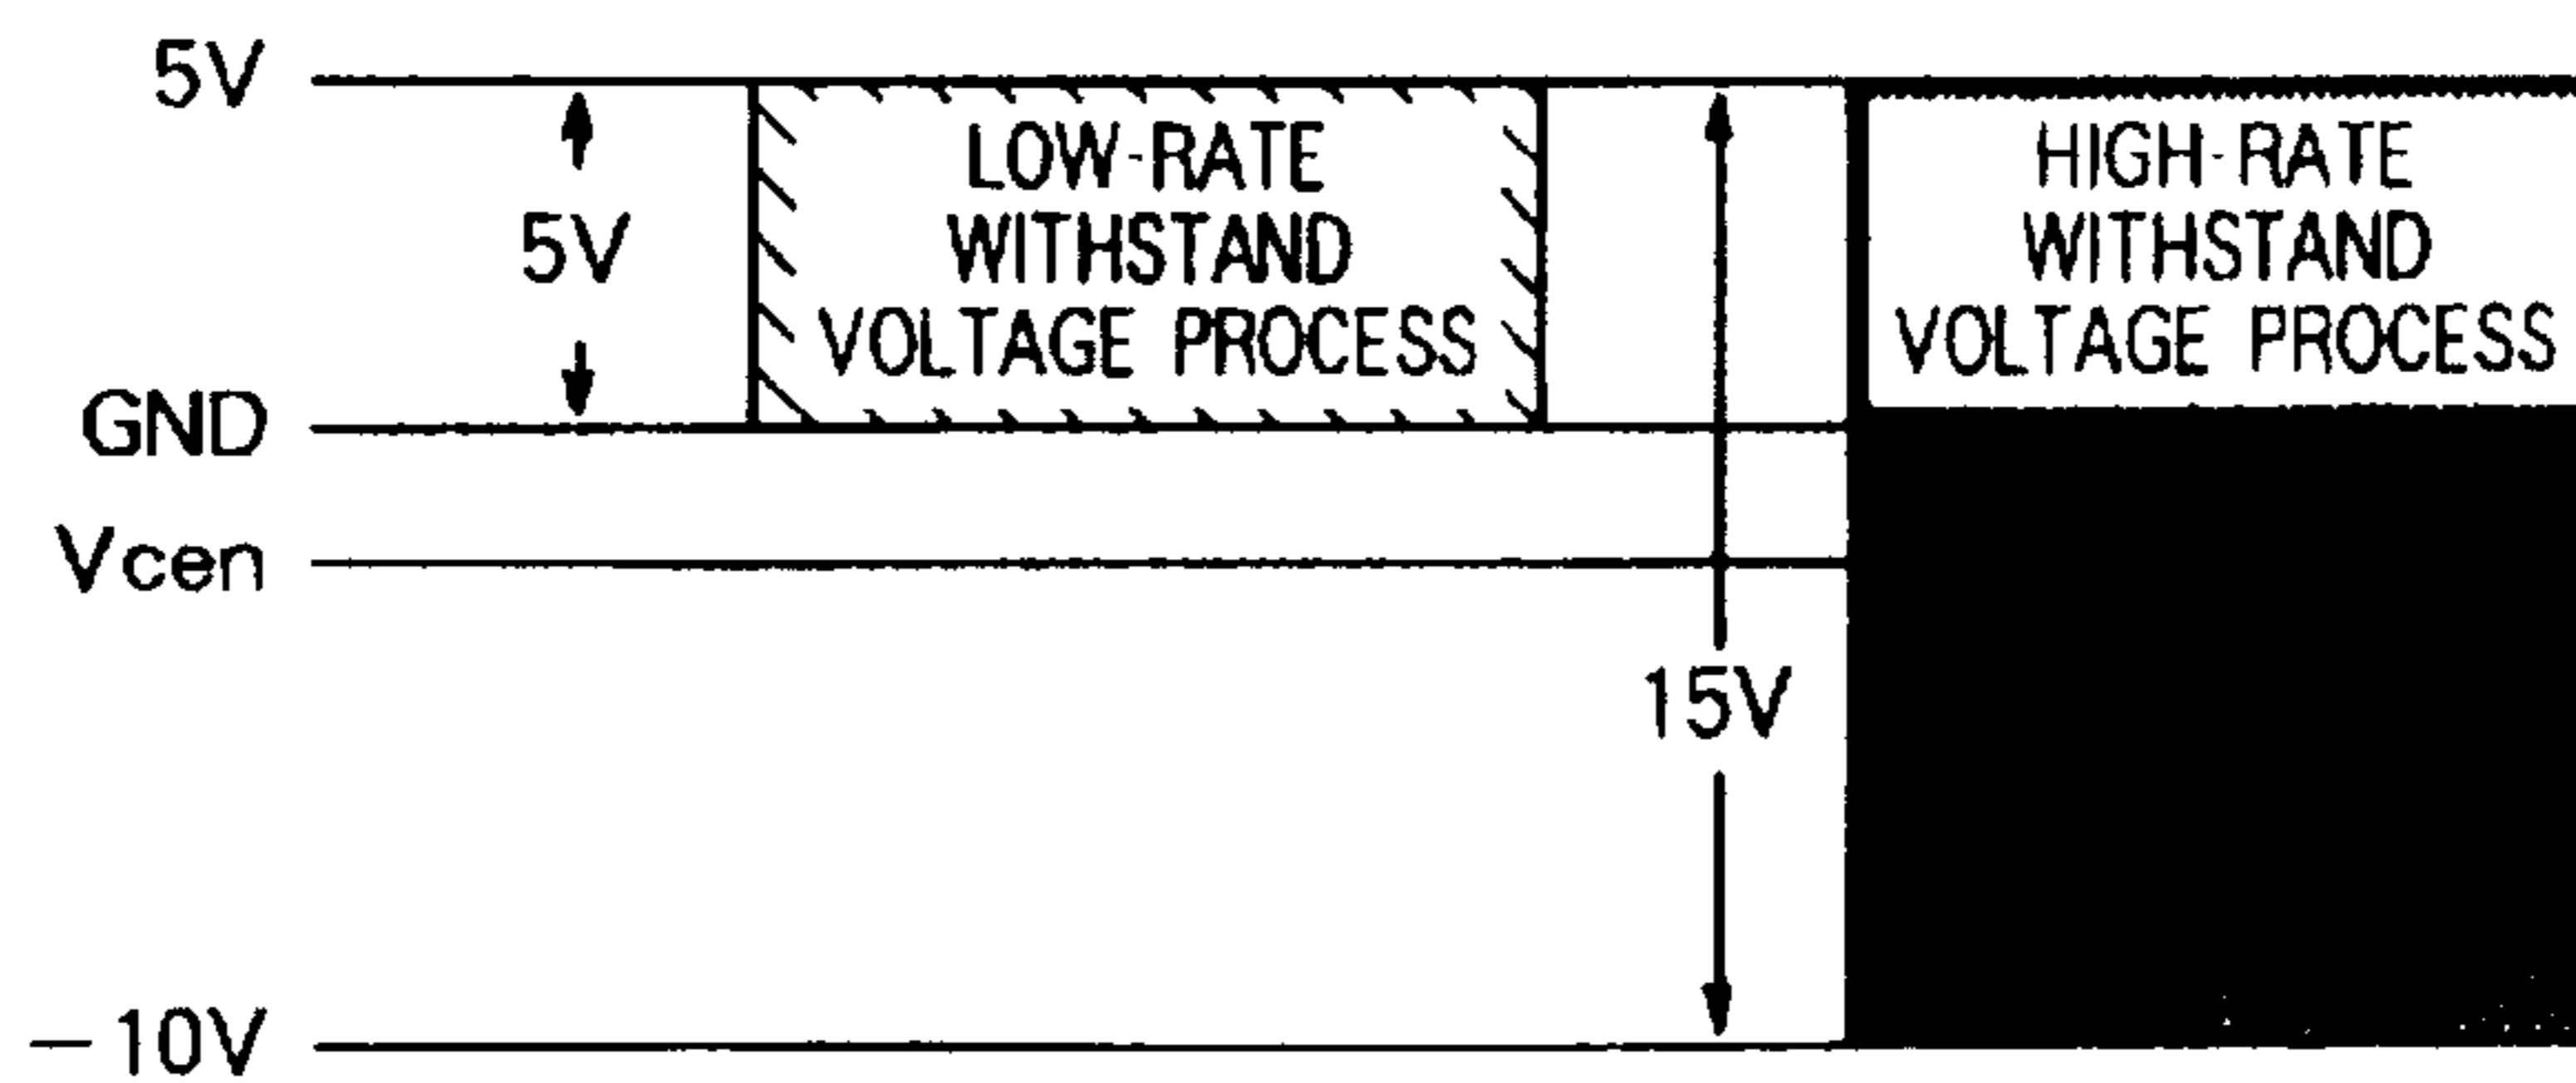 5V
5V
LOW-RATE
WITHSTAND
VOLTAGE PROCESS
HIGH-RATE
WITHSTAND
VOLTAGE PROCESS
GND
Vcen
15V
−10V